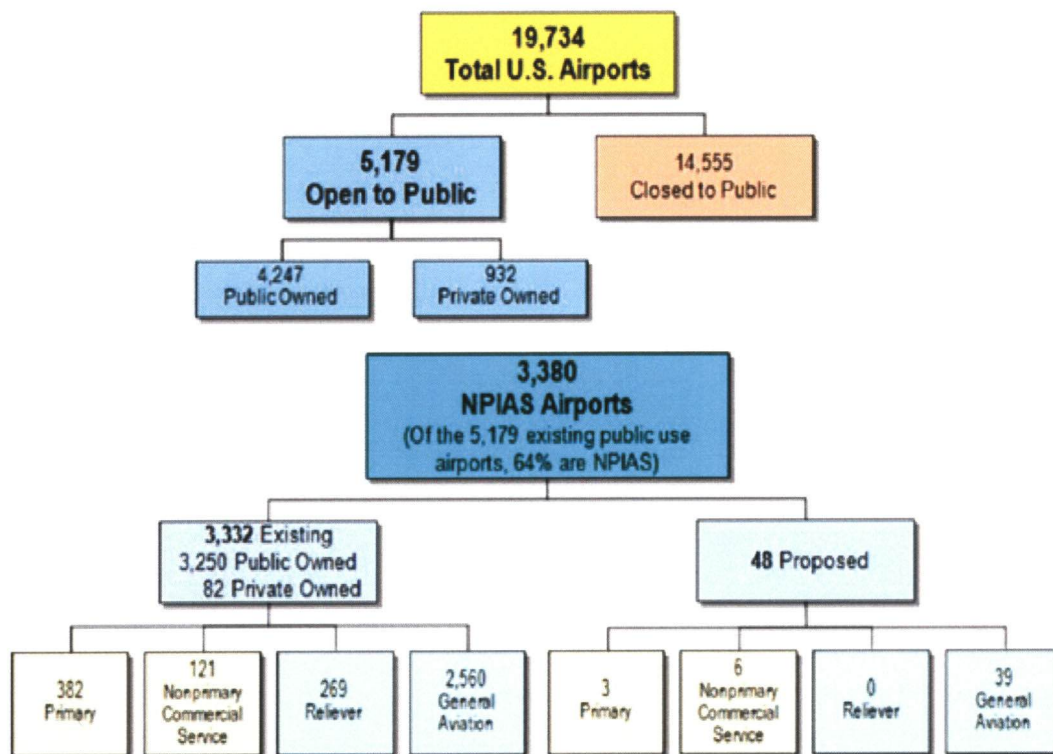 19,734
Total U.S. Airports
5,179
Open to Public
14,555
Closed to Public
4,247
Public Owned
932
Private Owned
3,380
NPIAS Airports
(Of the 5,179 existing public use
airports, 64% are NPIAS)
3,332 Existing
3,250 Public Owned
82 Private Owned
48 Proposed
382
Primary
121
Nonprimary
Commercial
Service
269
Reliever
2,560
General
Aviation
3
Primary
6
Nonprimary
Commercial
Service
0
Reliever
39
General
Aviation